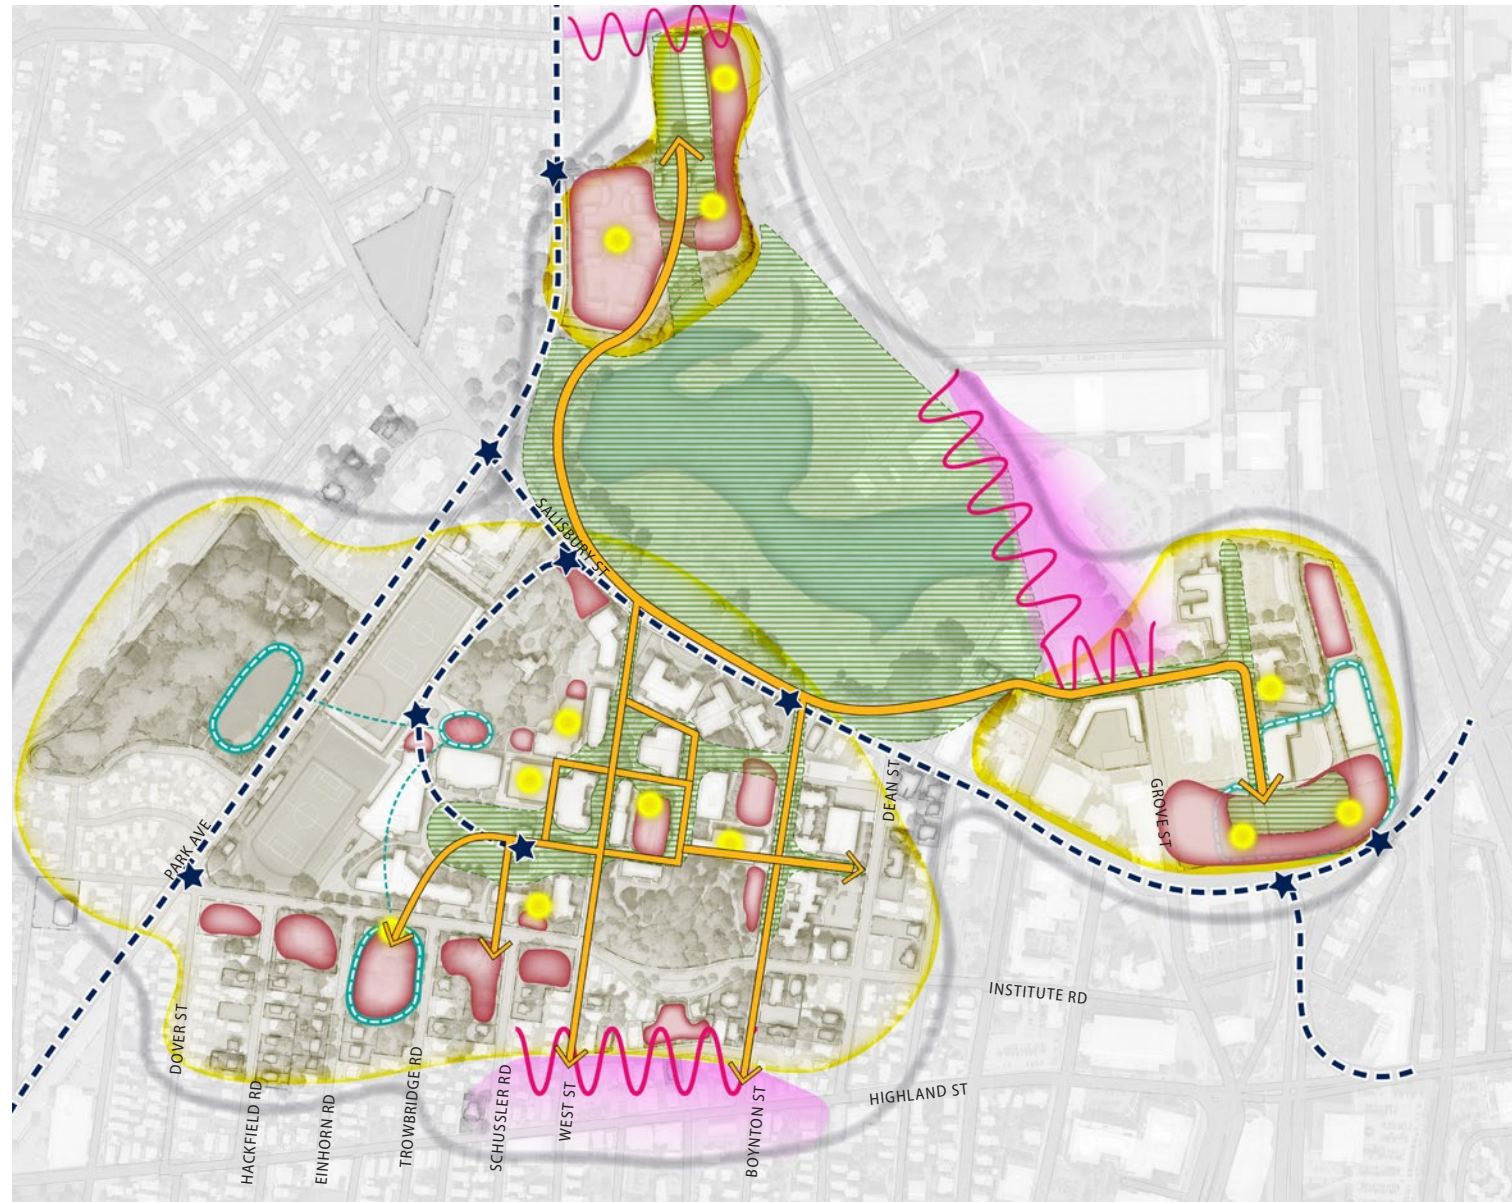 SALISBURY ST
DEAN ST
GROVE ST
PARK AVE
INSTITUTE RD
DOVER ST
HACKFIELD RD
EINHORN RD
TROWBRIDGE RD
SCHUSSLER RD
WEST ST
BOYNTON ST
HIGHLAND ST